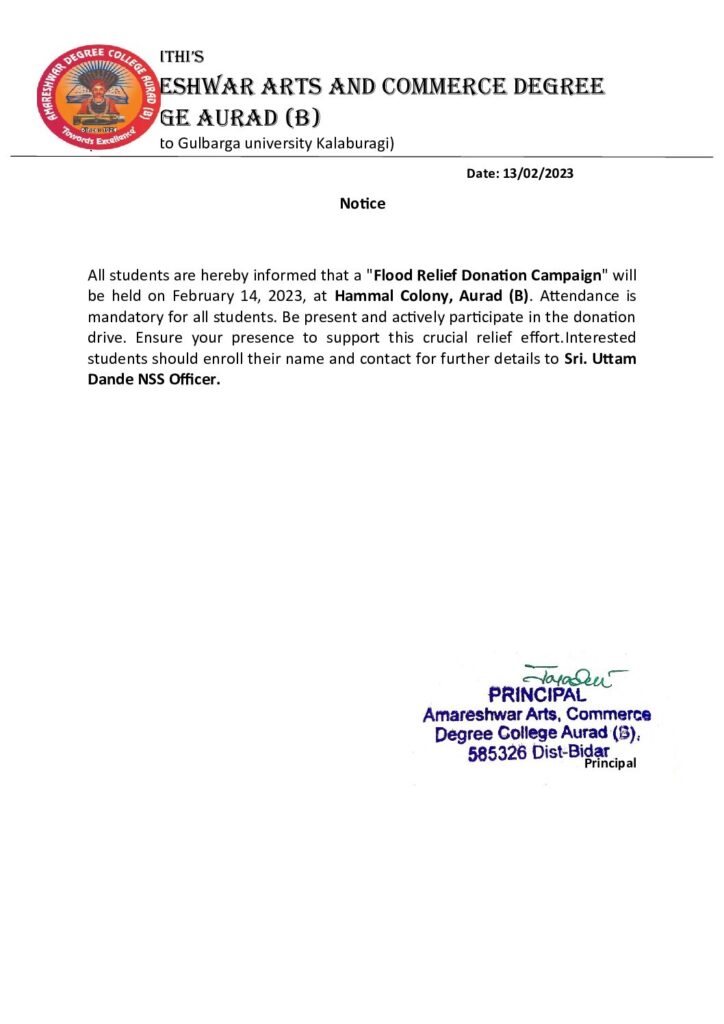 ITHI'S
ESHWAR ARTS AND COMMERCE DEGREE
GE AURAD (B)
to Gulbarga university Kalaburagi)
AMARESHWAR DEGREE COLLEGE AURAD (B)
"Towards Excellence"
Date: 13/02/2023
Notice
All students are hereby informed that a "Flood Relief Donation Campaign" will
be held on February 14, 2023, at Hammal Colony, Aurad (B). Attendance is
mandatory for all students. Be present and actively participate in the donation
drive. Ensure your presence to support this crucial relief effort.Interested
students should enroll their name and contact for further details to Sri. Uttam
Dande NSS Officer.
PRINCIPAL
Amareshwar Arts, Commerce
Degree College Aurad (B),
585326 Dist-Bidar
Principal